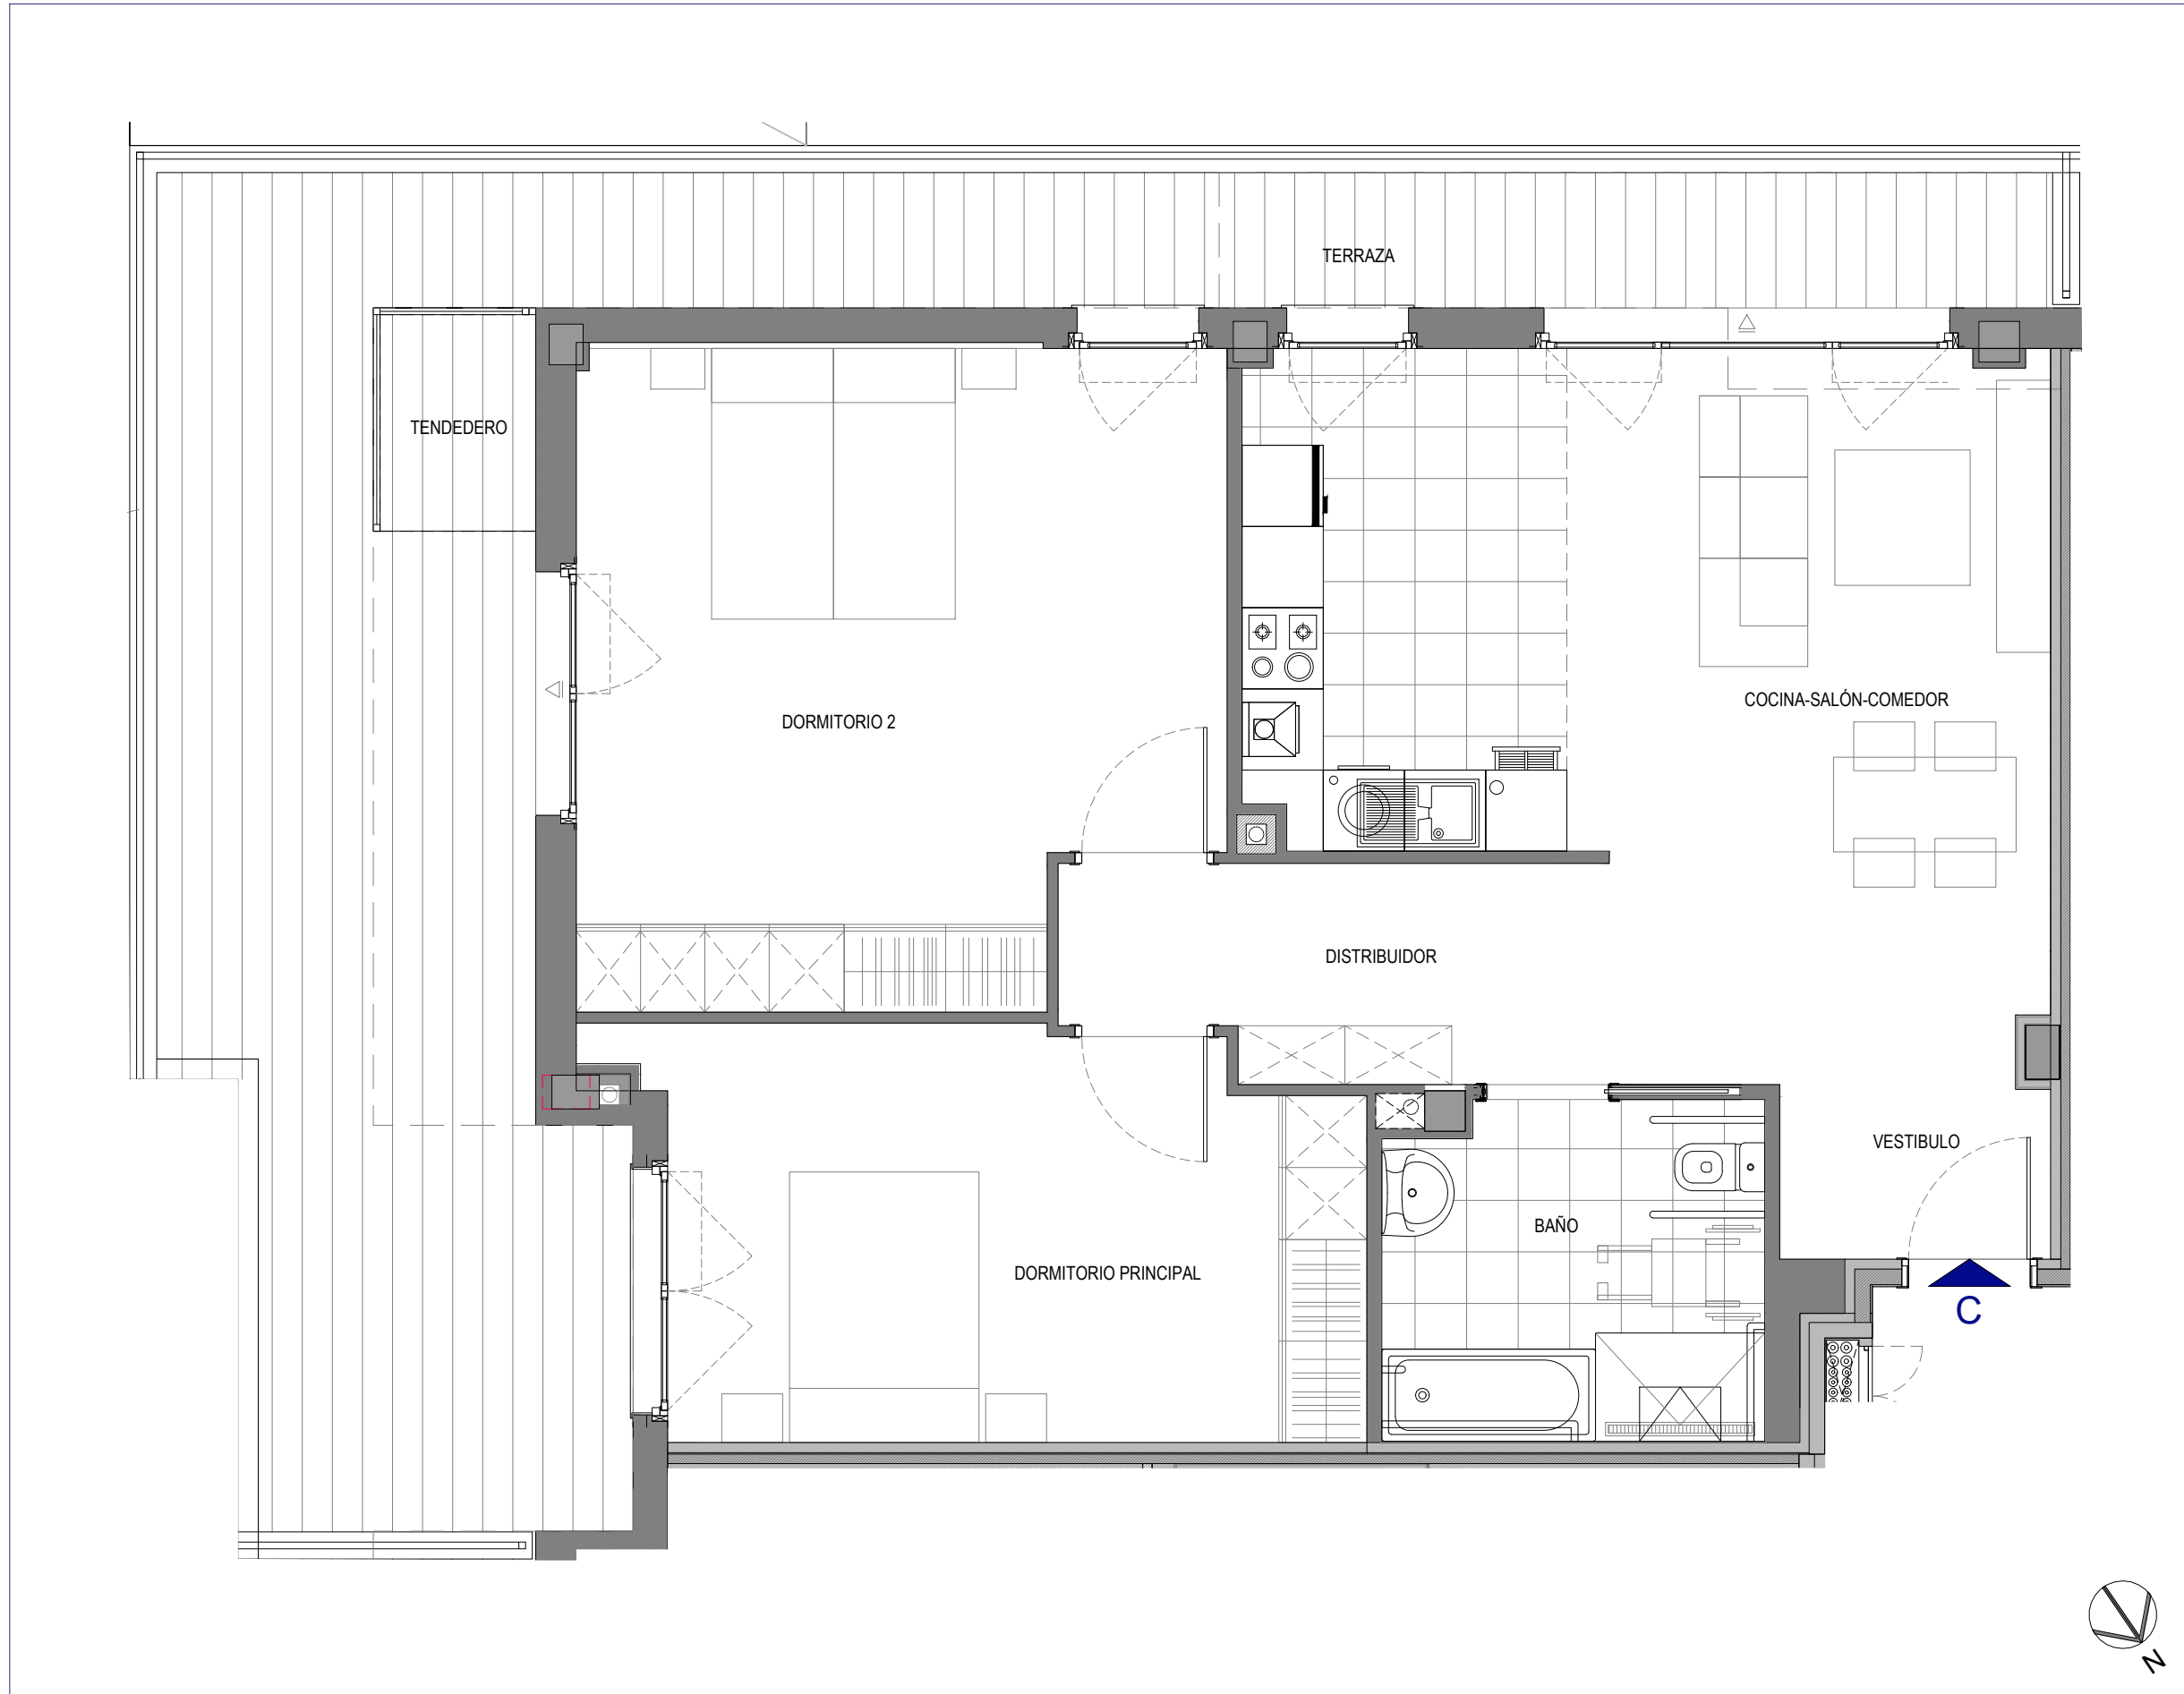 TERRAZA
TENDEDERO
COCINA-SALÓN-COMEDOR
DORMITORIO 2
DISTRIBUIDOR
VESTIBULO
BAÑO
DORMITORIO PRINCIPAL
C
N